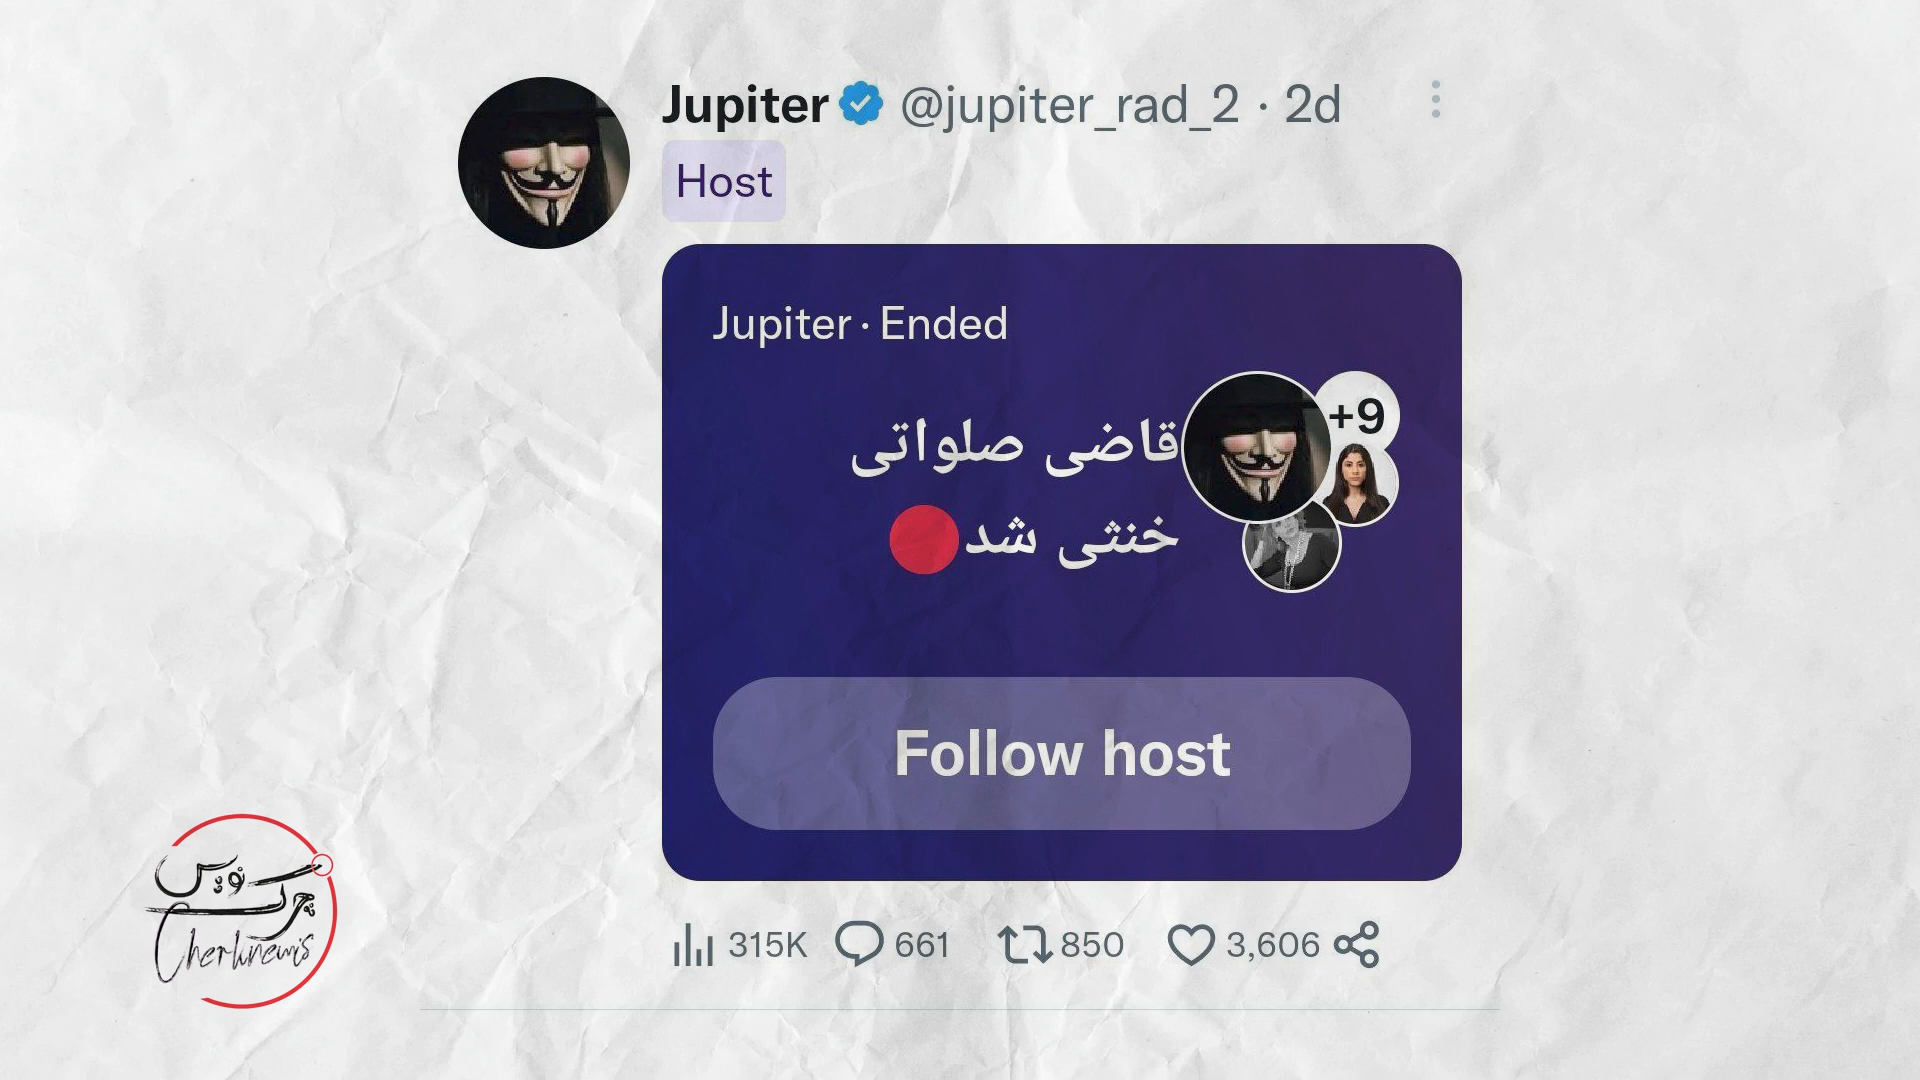 Jupiter @jupiter_rad_2 · 2d
Host
Jupiter · Ended
قاضی صلواتی
خنثی شد
+9
Follow host
315K 661 850 3,606
چرک نویس
Cherknewis